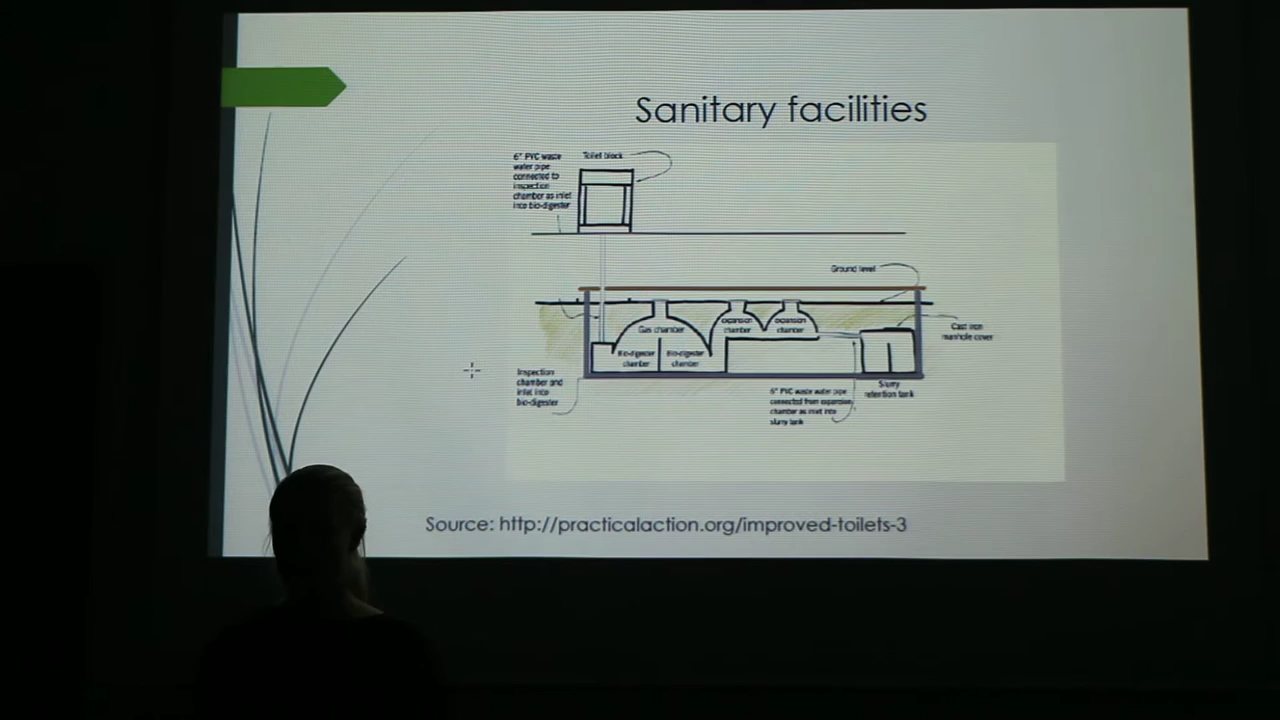 Sanitary facilities
6" PVC waste
water pipe
connected to
inspection
chamber as inlet
into bio-digester
Toilet block
Ground level
Gas chamber
expansion
chamber
expansion
chamber
Bio-digester
chamber
Bio-digester
chamber
Cast iron
manhole cover
Inspection
chamber and
inlet into
bio-digester
6" PVC waste water pipe
connected from expansion
chamber as inlet into
slurry tank
Slurry
retention tank
Source: http://practicalaction.org/improved-toilets-3